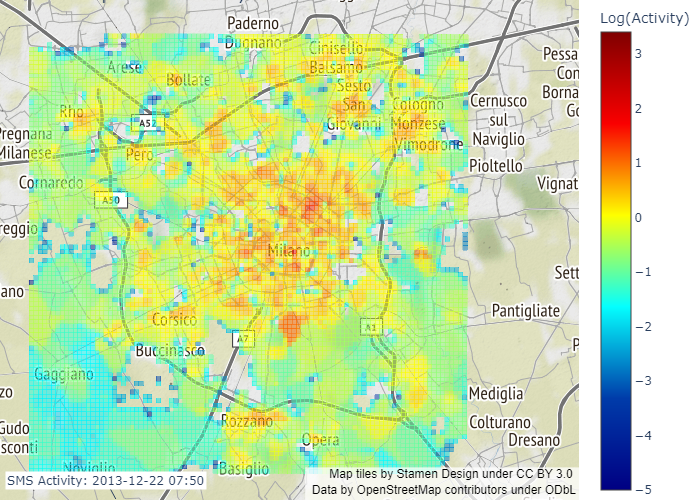 Log(Activity)
Paderno
Dugnano
Cinisello
Balsamo
Arese
Bollate
Sesto
San
Giovanni
Rho
A52
Cologno
Monzese
Cernusco
sul
Naviglio
Pessa
Con
Borna
Go
Pregnana
Milanese
Pero
Vimodrone
Pioltello
Cornaredo
A50
Vignat
reggio
Milano
Sett
ano
Corsico
A7
A1
Pantigliate
P
Buccinasco
Gaggiano
zo
Mediglia
Gudo
sconti
Rozzano
Opera
Colturano
Dresano
Noviglio
Basiglio
3
2
1
0
−1
−2
−3
−4
−5
SMS Activity: 2013-12-22 07:50
Map tiles by Stamen Design under CC BY 3.0
Data by OpenStreetMap contributors under ODbL